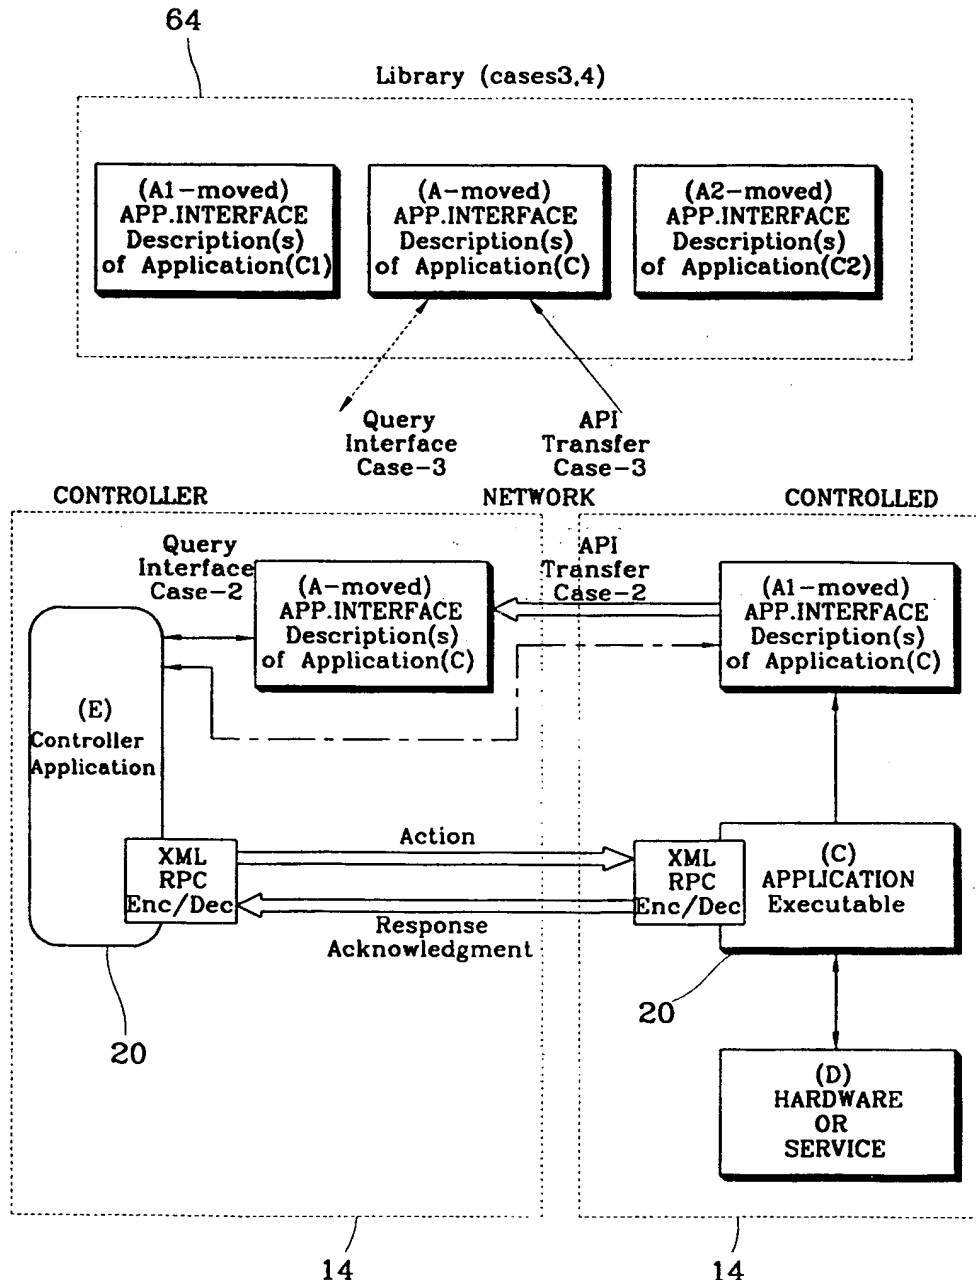 64
Library (cases3,4)
(A1-moved)
APP.INTERFACE
Description(s)
of Application(C1)
(A-moved)
APP.INTERFACE
Description(s)
of Application(C)
(A2-moved)
APP.INTERFACE
Description(s)
of Application(C2)
Query
Interface
Case-3
API
Transfer
Case-3
CONTROLLER
NETWORK
CONTROLLED
Query
Interface
Case-2
(A-moved)
APP.INTERFACE
Description(s)
of Application(C)
API
Transfer
Case-2
(A1-moved)
APP.INTERFACE
Description(s)
of Application(C)
(E)
Controller
Application
XML
RPC
Enc/Dec
Action
Response
Acknowledgment
XML
RPC
Enc/Dec
(C)
APPLICATION
Executable
20
20
(D)
HARDWARE
OR
SERVICE
14
14